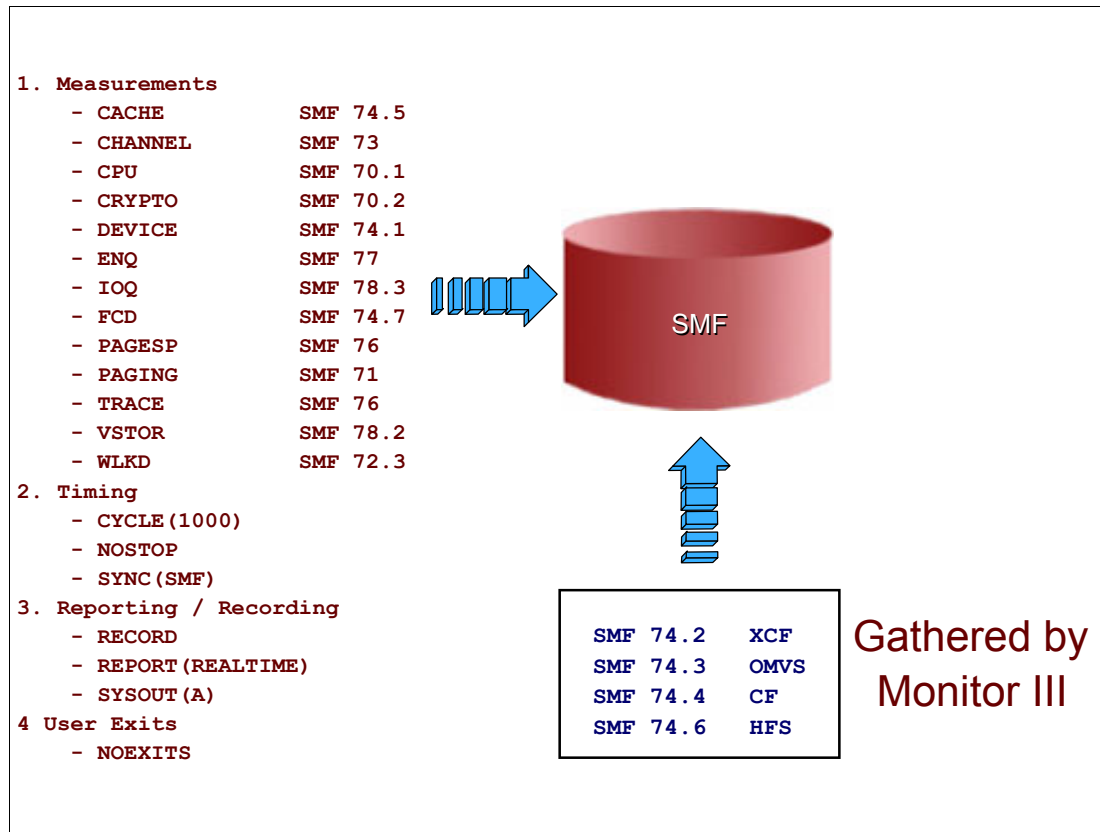 1. Measurements
- CACHE SMF 74.5
- CHANNEL SMF 73
- CPU SMF 70.1
- CRYPTO SMF 70.2
- DEVICE SMF 74.1
- ENQ SMF 77
- IOQ SMF 78.3
- FCD SMF 74.7
- PAGESP SMF 76
- PAGING SMF 71
- TRACE SMF 76
- VSTOR SMF 78.2
- WLKD SMF 72.3
2. Timing
- CYCLE(1000)
- NOSTOP
- SYNC(SMF)
3. Reporting / Recording
- RECORD
- REPORT(REALTIME)
- SYSOUT(A)
4 User Exits
- NOEXITS
SMF
SMF 74.2 XCF
SMF 74.3 OMVS
SMF 74.4 CF
SMF 74.6 HFS
Gathered by
Monitor III